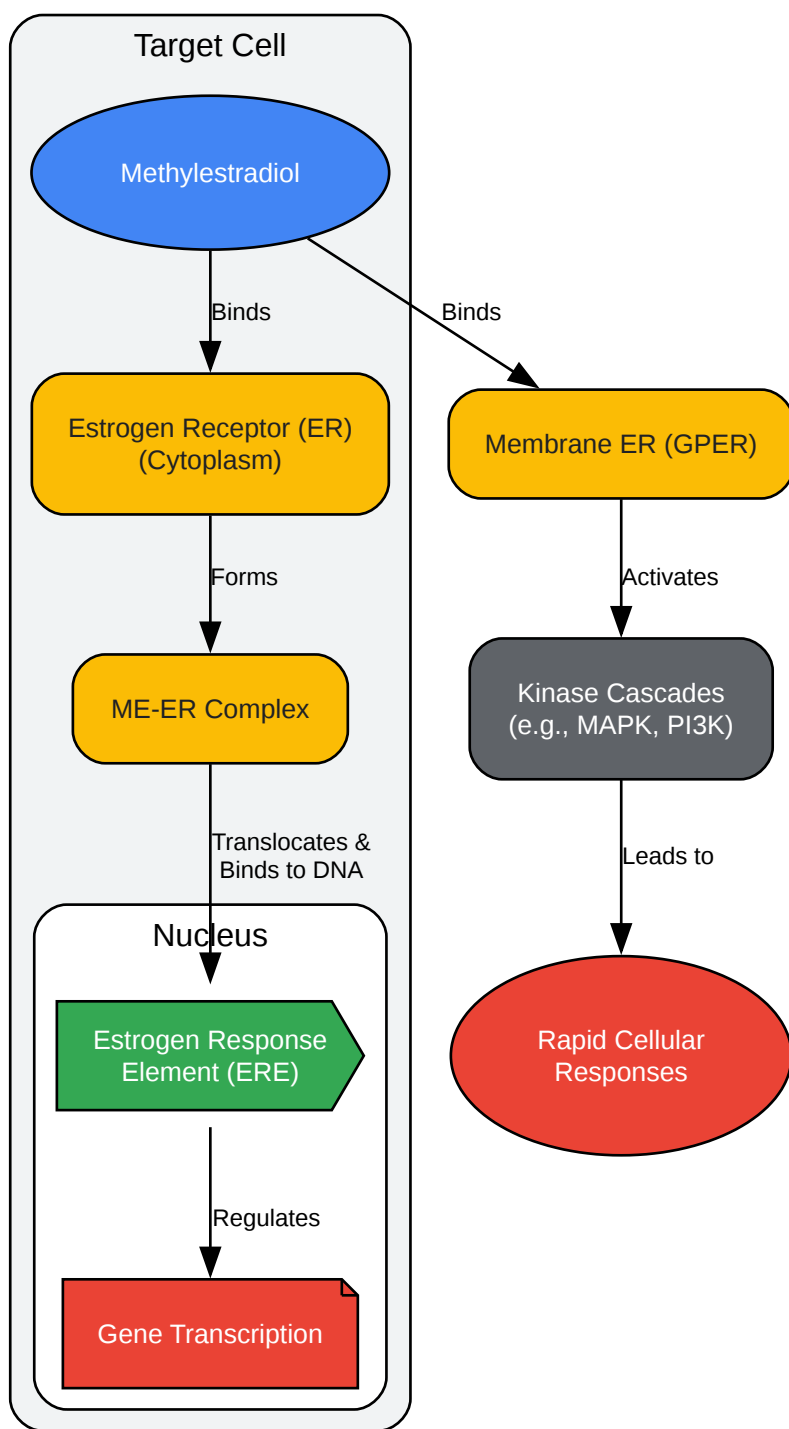 Target Cell
Methylestradiol
Binds
Binds
Estrogen Receptor (ER)
(Cytoplasm)
Membrane ER (GPER)
Forms
Activates
ME-ER Complex
Kinase Cascades
(e.g., MAPK, PI3K)
Translocates &
Binds to DNA
Leads to
Nucleus
Estrogen Response
Element (ERE)
Rapid Cellular
Responses
Regulates
Gene Transcription